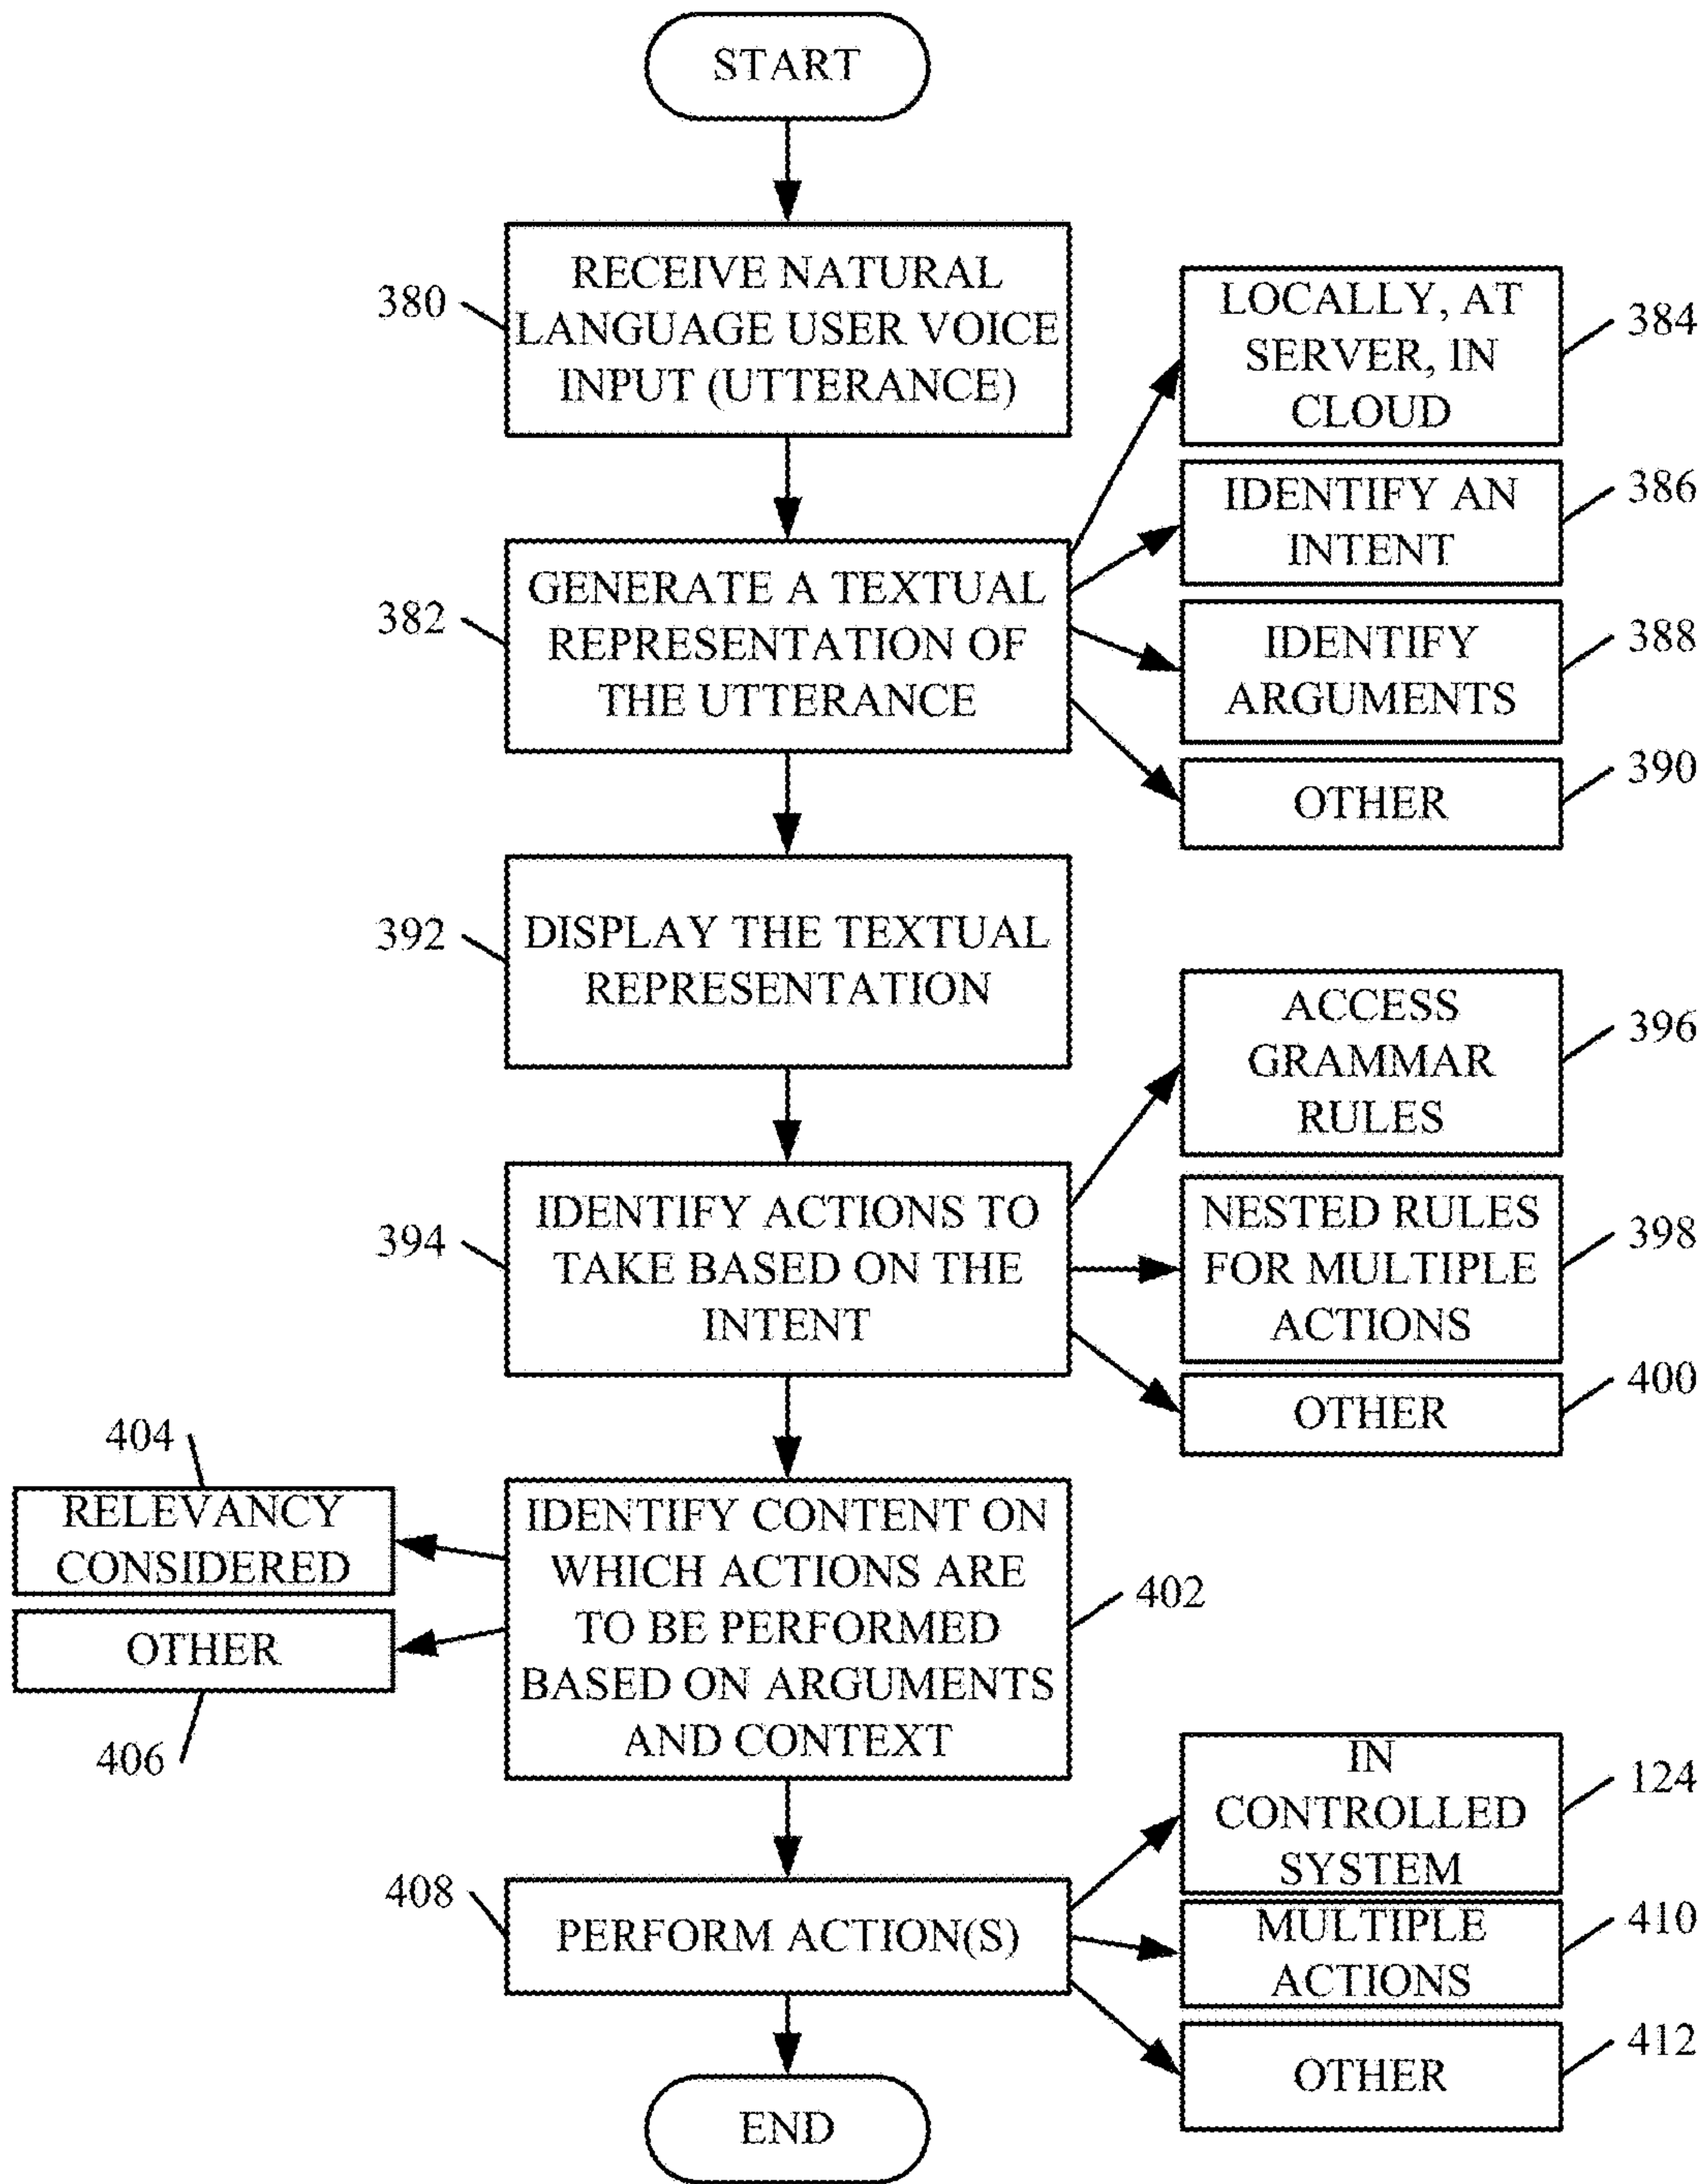 START
380
RECEIVE NATURAL
LANGUAGE USER VOICE
INPUT (UTTERANCE)
382
GENERATE A TEXTUAL
REPRESENTATION OF
THE UTTERANCE
LOCALLY, AT
SERVER, IN
CLOUD
384
IDENTIFY AN
INTENT
386
IDENTIFY
ARGUMENTS
388
OTHER
390
392
DISPLAY THE TEXTUAL
REPRESENTATION
394
IDENTIFY ACTIONS TO
TAKE BASED ON THE
INTENT
ACCESS
GRAMMAR
RULES
396
NESTED RULES
FOR MULTIPLE
ACTIONS
398
OTHER
400
404
RELEVANCY
CONSIDERED
OTHER
406
IDENTIFY CONTENT ON
WHICH ACTIONS ARE
TO BE PERFORMED
BASED ON ARGUMENTS
AND CONTEXT
402
408
PERFORM ACTION(S)
IN
CONTROLLED
SYSTEM
124
MULTIPLE
ACTIONS
410
OTHER
412
END